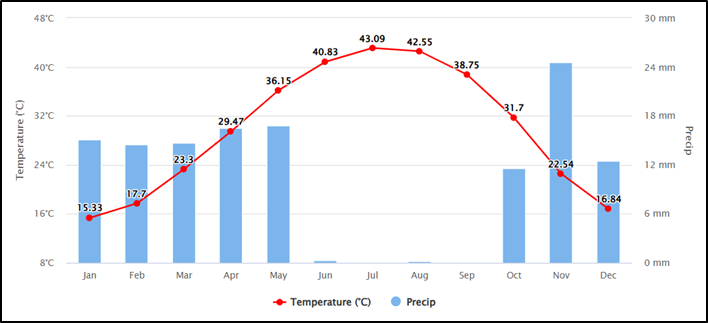 48°C 30 mm
40°C 24 mm
32°C 18 mm
24°C 12 mm
16°C 6 mm
8°C 0 mm
Temperature (°C)
Precip
15.33 17.7 23.3 29.47 36.15 40.83 43.09 42.55 38.75 31.7 22.54 16.84
Jan Feb Mar Apr May Jun Jul Aug Sep Oct Nov Dec
Temperature (°C) Precip